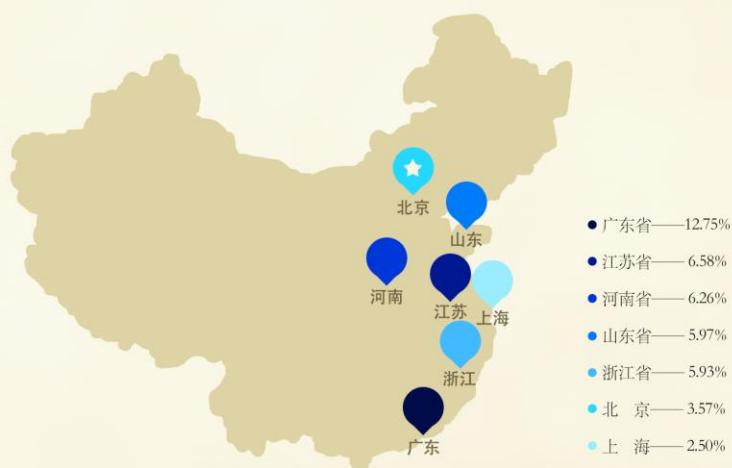 北京
山东
河南
江苏
上海
浙江
广东
广东省——12.75%
江苏省——6.58%
河南省——6.26%
山东省——5.97%
浙江省——5.93%
北　京——3.57%
上　海——2.50%